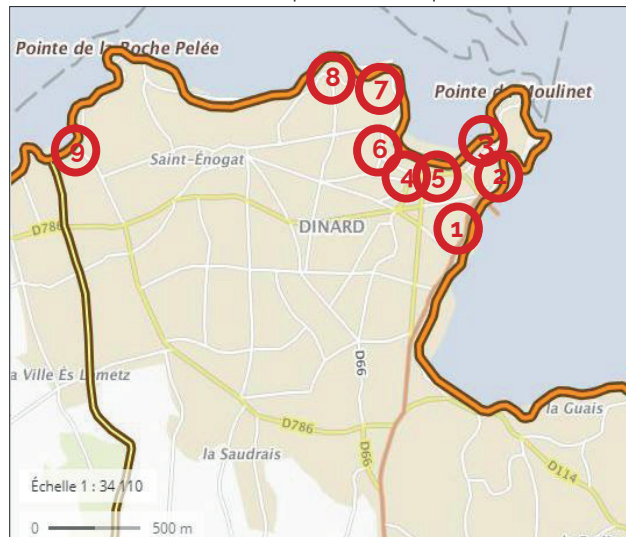 Pointe de la Roche Pelée
8
7
Pointe du Moulinet
3
9
Saint-Énogat
6
4
5
2
D786
DINARD
1
la Ville Ès Lemetz
D66
la Guais
D786
D114
la Saudrais
D66
Échelle 1 : 34 110
0
500 m